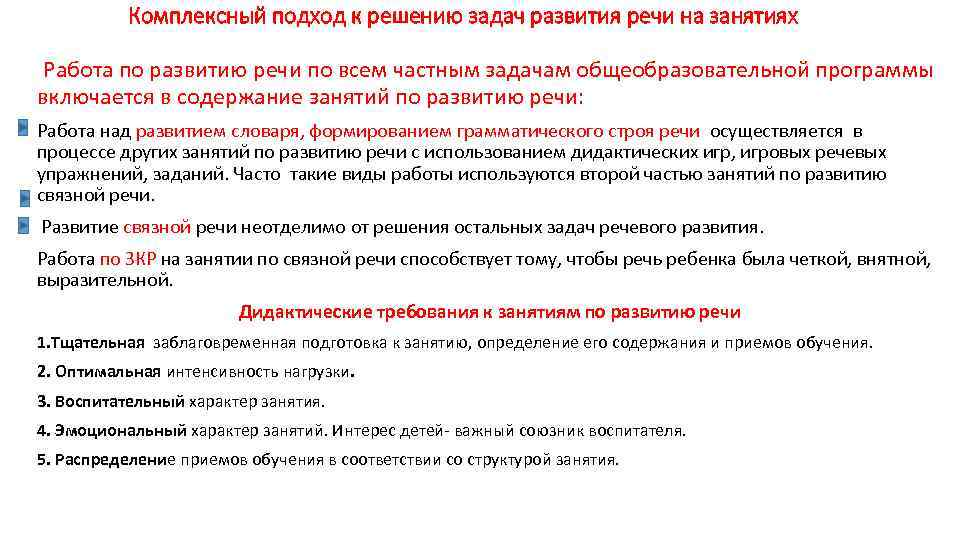 Комплексный подход к решению задач развития речи на занятиях
Работа по развитию речи по всем частным задачам общеобразовательной программы
включается в содержание занятий по развитию речи:
Работа над развитием словаря, формированием грамматического строя речи осуществляется в
процессе других занятий по развитию речи с использованием дидактических игр, игровых речевых
упражнений, заданий. Часто такие виды работы используются второй частью занятий по развитию
связной речи.
Развитие связной речи неотделимо от решения остальных задач речевого развития.
Работа по ЗКР на занятии по связной речи способствует тому, чтобы речь ребенка была четкой, внятной,
выразительной.
Дидактические требования к занятиям по развитию речи
1. Тщательная заблаговременная подготовка к занятию, определение его содержания и приемов обучения.
2. Оптимальная интенсивность нагрузки.
3. Воспитательный характер занятия.
4. Эмоциональный характер занятий. Интерес детей- важный союзник воспитателя.
5. Распределение приемов обучения в соответствии со структурой занятия.